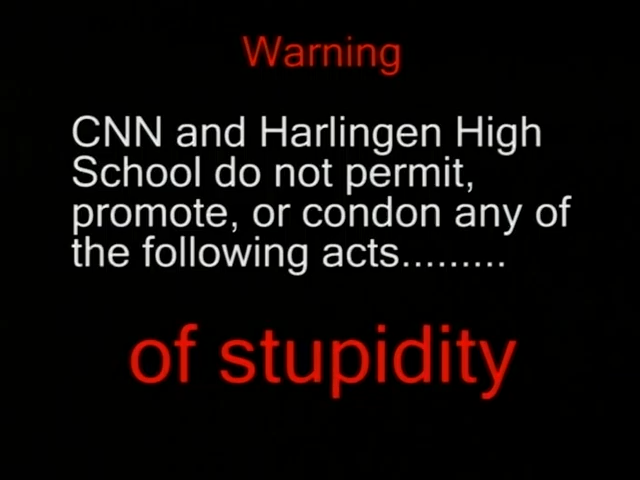 Warning
CNN and Harlingen High
School do not permit,
promote, or condon any of
the following acts.........
of stupidity